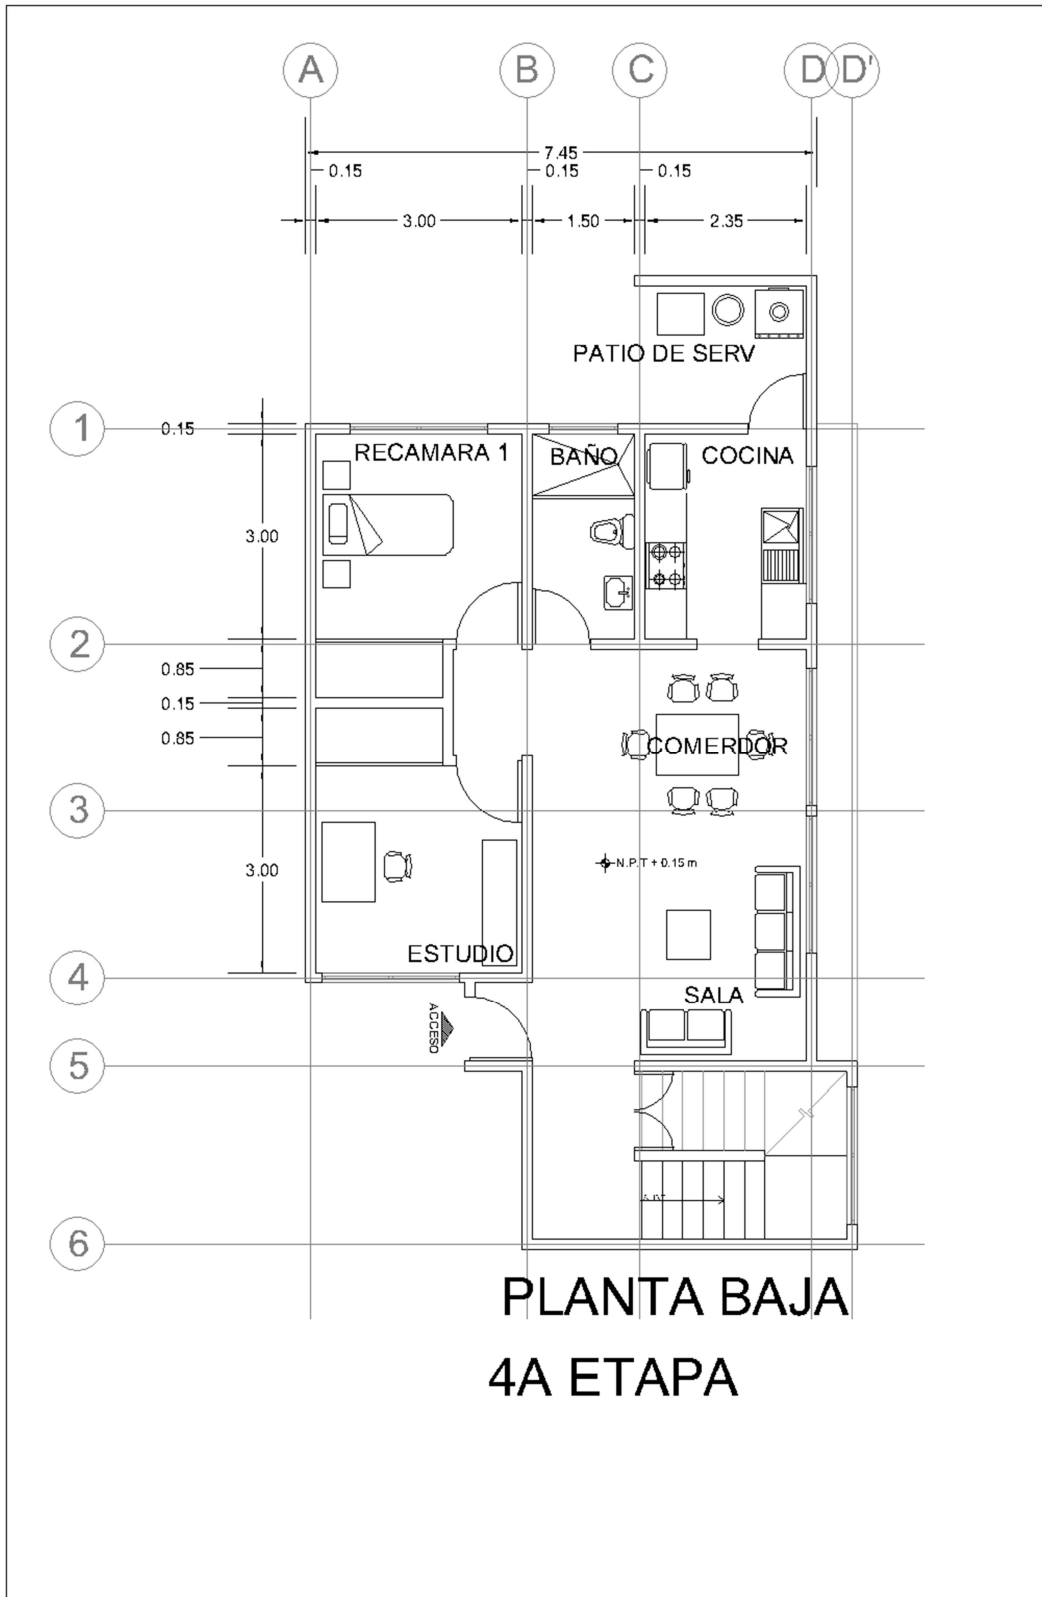 A B C D D'
7.45
0.15 0.15 0.15
3.00 1.50 2.35
PATIO DE SERV
1
0.15
RECAMARA 1 BAÑO COCINA
3.00
2
0.85
0.15
0.85
COMERDOR
3
N.P.T + 0.15 m
3.00
ESTUDIO
4
SALA
ACCESO
5
6
PLANTA BAJA
4A ETAPA